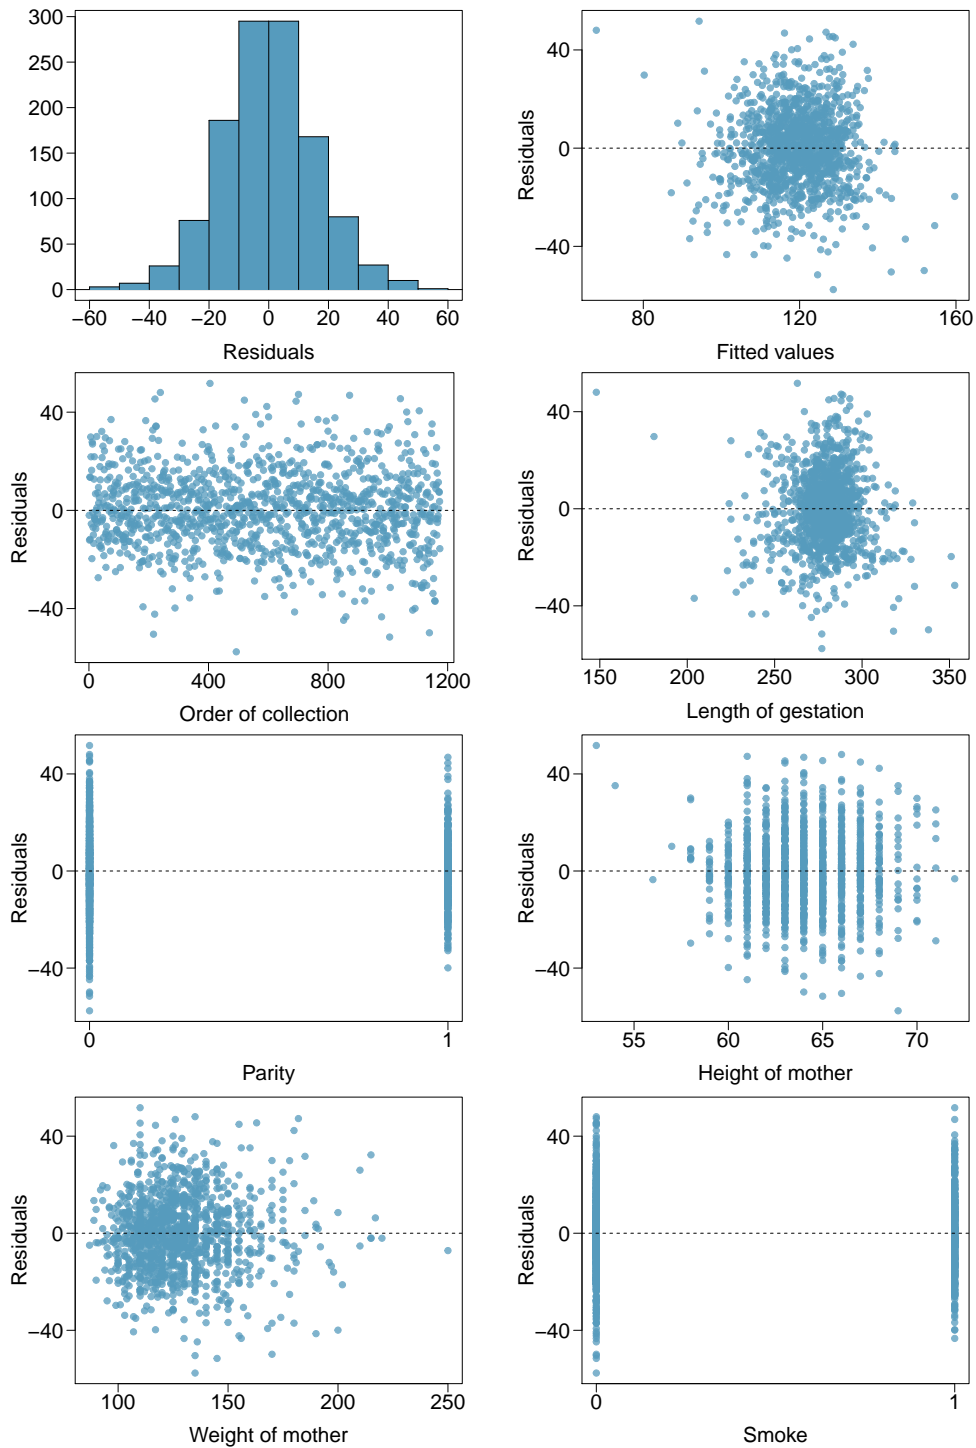 300
250
200
150
100
50
0
−60 −40 −20 0 20 40 60
Residuals
Residuals
40
0
−40
80 120 160
Fitted values
Residuals
40
0
−40
0 400 800 1200
Order of collection
Residuals
40
0
−40
150 200 250 300 350
Length of gestation
Residuals
40
0
−40
0 1
Parity
Residuals
40
0
−40
55 60 65 70
Height of mother
Residuals
40
0
−40
100 150 200 250
Weight of mother
Residuals
40
0
−40
0 1
Smoke